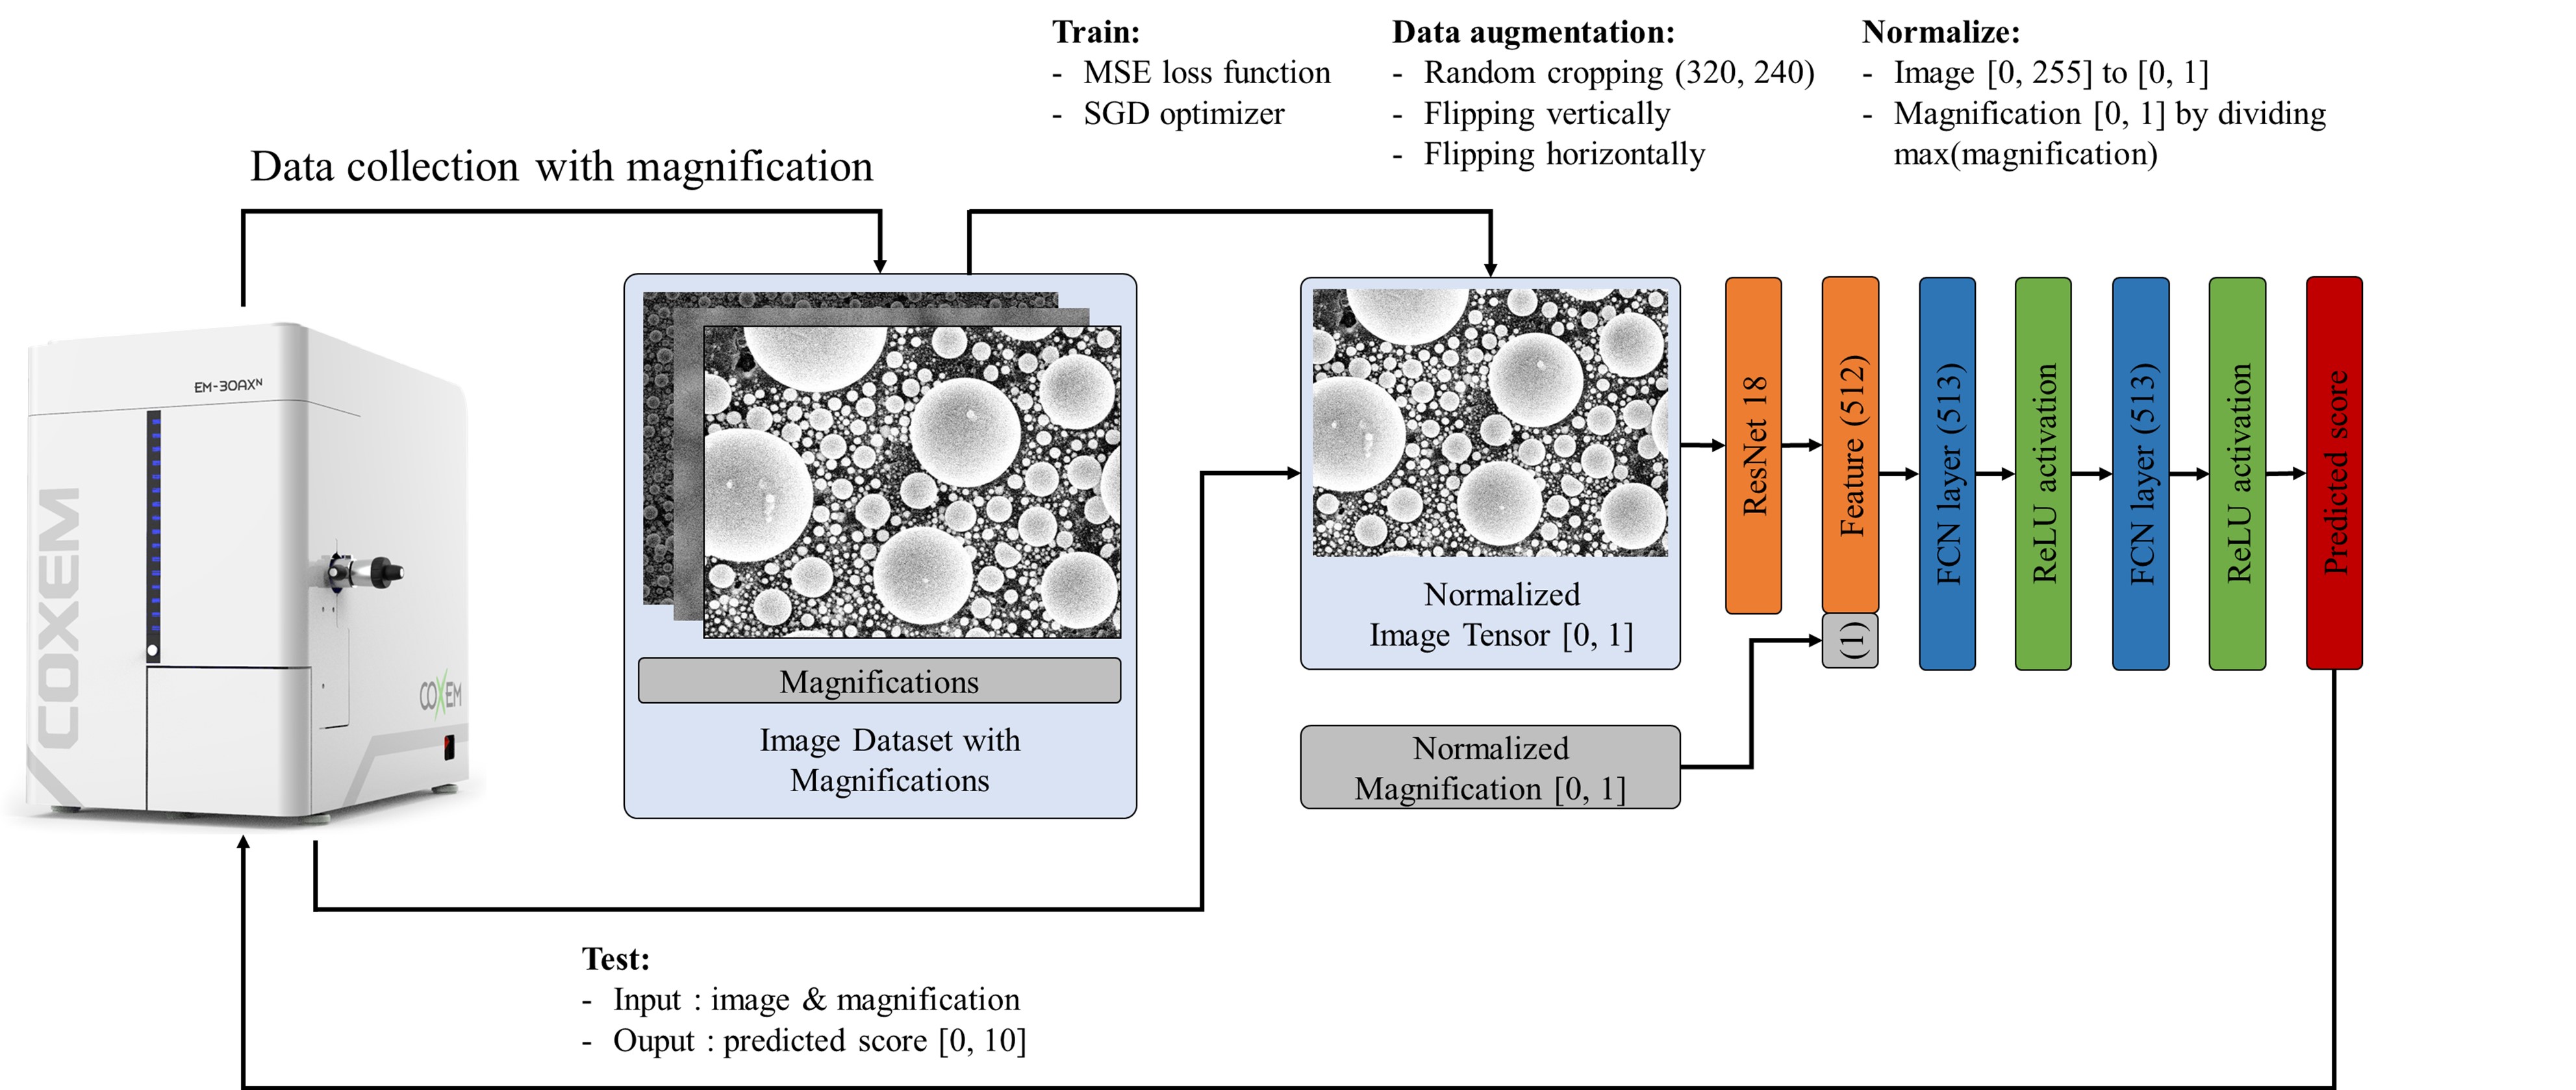 Train:
- MSE loss function
- SGD optimizer
Data augmentation:
- Random cropping (320, 240)
- Flipping vertically
- Flipping horizontally
Normalize:
- Image [0, 255] to [0, 1]
- Magnification [0, 1] by dividing
max(magnification)
Data collection with magnification
EM-30AXN
COXEM
COXEM
Magnifications
Image Dataset with
Magnifications
Normalized
Image Tensor [0, 1]
Normalized
Magnification [0, 1]
ResNet 18
Feature (512)
(1)
FCN layer (513)
ReLU activation
FCN layer (513)
ReLU activation
Predicted score
Test:
- Input : image & magnification
- Ouput : predicted score [0, 10]